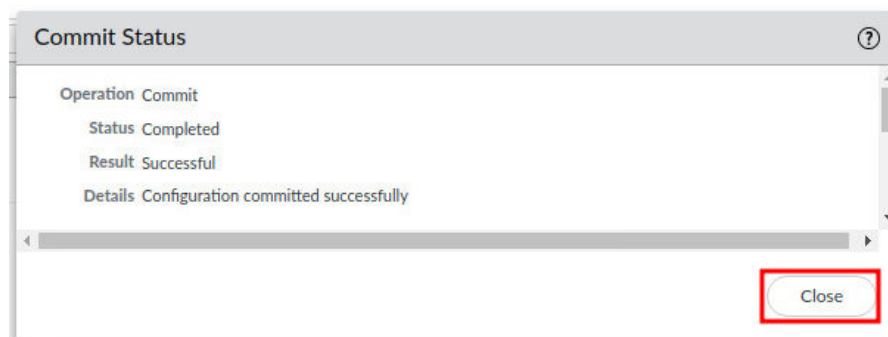 Commit Status
Operation Commit
Status Completed
Result Successful
Details Configuration committed successfully
Close